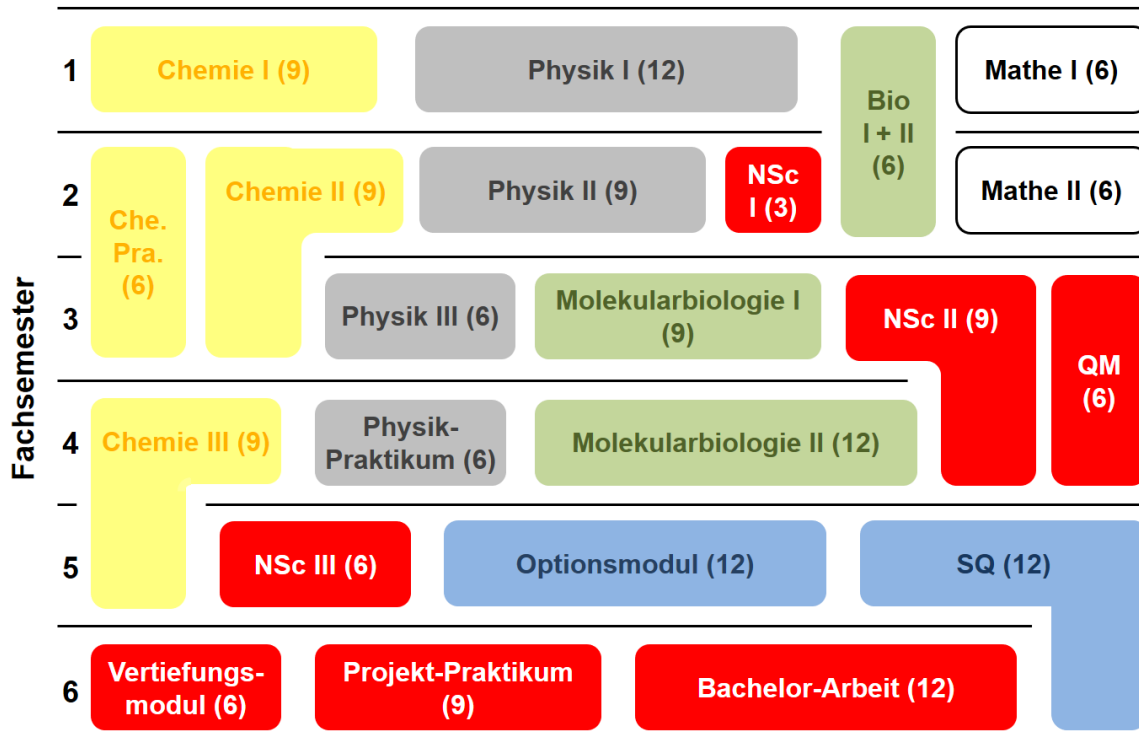 Fachsemester
1
Chemie I (9)
Physik I (12)
Bio
I + II
(6)
Mathe I (6)
2
Che.
Pra.
(6)
Chemie II (9)
Physik II (9)
NSc
I (3)
Mathe II (6)
3
Physik III (6)
Molekularbiologie I
(9)
NSc II (9)
QM
(6)
4
Chemie III (9)
Physik-
Praktikum (6)
Molekularbiologie II (12)
5
NSc III (6)
Optionsmodul (12)
SQ (12)
6
Vertiefungs-
modul (6)
Projekt-Praktikum
(9)
Bachelor-Arbeit (12)